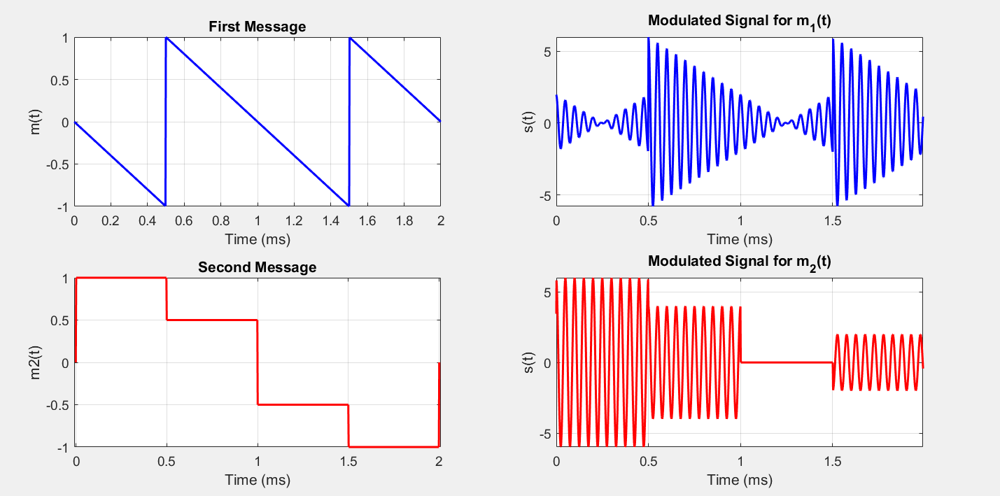 First Message
1
0.5
0
-0.5
-1
m(t)
0 0.2 0.4 0.6 0.8 1 1.2 1.4 1.6 1.8 2
Time (ms)
Modulated Signal for m1(t)
5
0
-5
s(t)
0 0.5 1 1.5
Time (ms)
Second Message
1
0.5
0
-0.5
-1
m2(t)
0 0.5 1 1.5 2
Time (ms)
Modulated Signal for m2(t)
5
0
-5
s(t)
0 0.5 1 1.5
Time (ms)